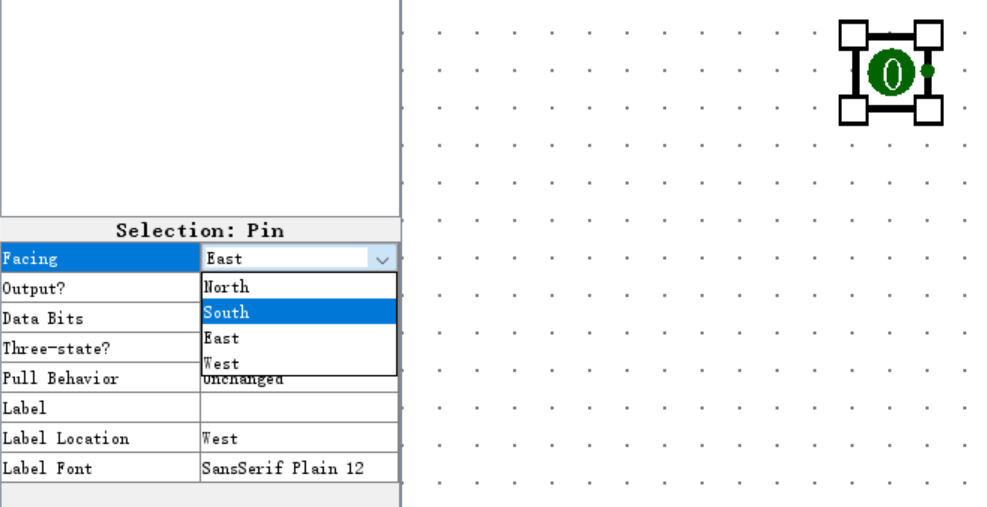 0
Selection: Pin
Facing East
North
Output?
South
Data Bits
East
Three-state?
West
Pull Behavior Unchanged
Label
Label Location West
Label Font SansSerif Plain 12